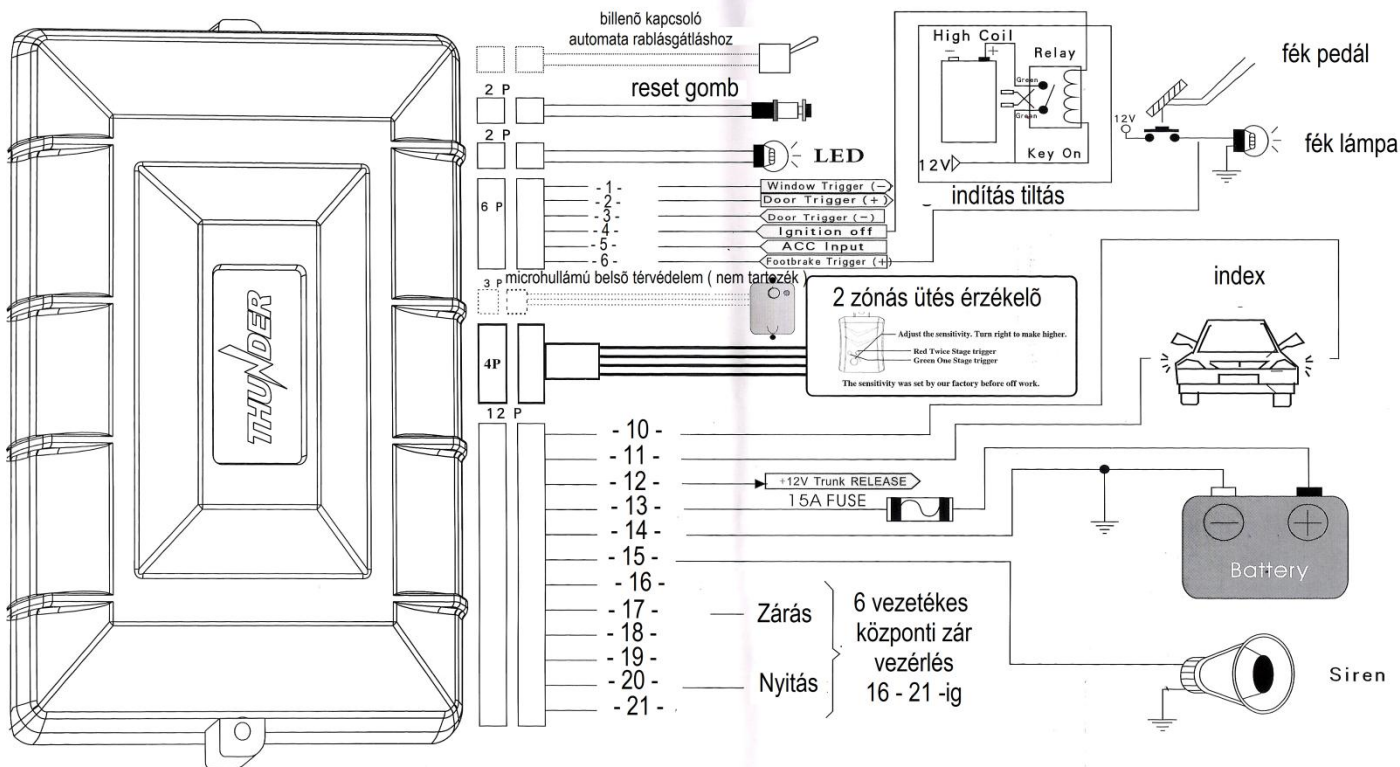 billenő kapcsoló
automata rablásgátláshoz
2 P
reset gomb
2 P
LED
6 P
- 1 -
- 2 -
- 3 -
- 4 -
- 5 -
- 6 -
Window Trigger (-)
Door Trigger (+)
Door Trigger (-)
Ignition off
ACC Input
Footbrake Trigger (+)
High Coil
- +
Relay
Green
Green
12V
Key On
indítás tiltás
fék pedál
12V
fék lámpa
3 P
microhullámú belsõ térvédelem ( nem tartozék )
4P
2 zónás ütés érzékelõ
Adjust the sensitivity. Turn right to make higher.
Red Twice Stage trigger
Green One Stage trigger
The sensitivity was set by our factory before off work.
index
THUNDER
12 P
- 10 -
- 11 -
- 12 -
+12V Trunk RELEASE
- 13 -
15A FUSE
- 14 -
- 15 -
- 16 -
- 17 -
- 18 -
- 19 -
- 20 -
- 21 -
Zárás
Nyitás
6 vezetékes
központi zár
vezérlés
16 - 21 -ig
- +
Battery
Siren